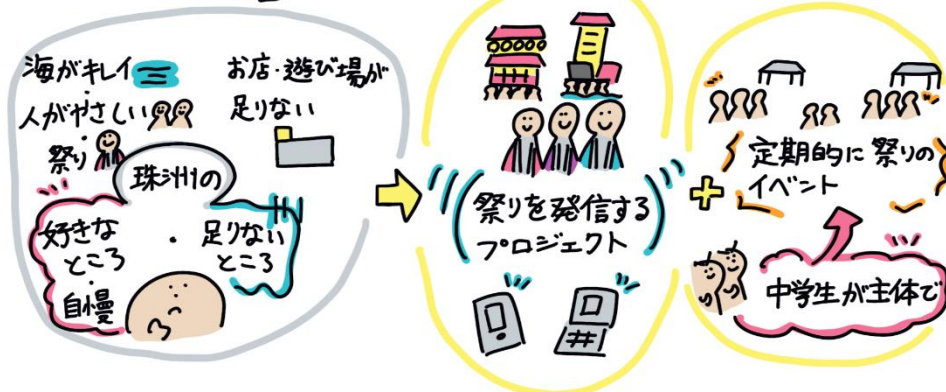 海がキレイ
・
人がやさしい
・
祭り
お店・遊び場が
足りない
珠洲の
好きな
ところ
・
自慢
・
足りない
ところ
祭りを発信する
プロジェクト
#
+
定期的に祭りの
イベント
中学生が主体で